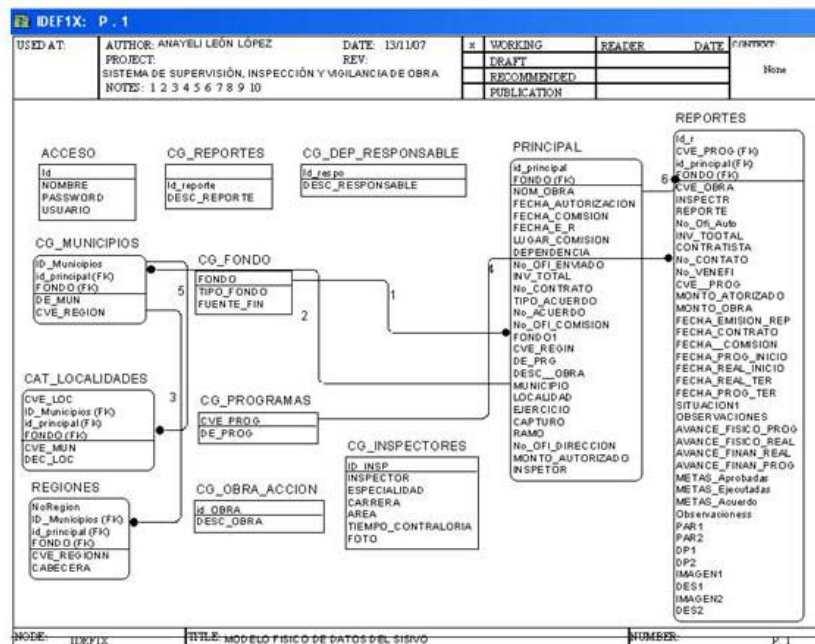 IDEF1X: P. 1
USED AT:
AUTHOR: ANAYELI LEÓN LÓPEZ
DATE: 13/11/07
PROJECT:
REV:
SISTEMA DE SUPERVISIÓN, INSPECCIÓN Y VIGILANCIA DE OBRA
NOTES: 1 2 3 4 5 6 7 8 9 10
x WORKING
DRAFT
RECOMMENDED
PUBLICATION
READER DATE
CONTEXT:
None
ACCESO
Id
NOMBRE
PASSWORD
USUARIO
CG_REPORTES
Id_reporte
DESC_REPORTE
CG_DEP_RESPONSABLE
Id_respo
DESC_RESPONSABLE
CG_MUNICIPIOS
ID_Municipios
id_principal (FK)
FONDO (FK)
DE_MUN
CVE_REGION
CG_FONDO
FONDO
TIPO_FONDO
FUENTE_FIN
CAT_LOCALIDADES
CVE_LOC
ID_Municipios (FK)
id_principal (FK)
FONDO (FK)
CVE_MUN
DEC_LOC
CG_PROGRAMAS
CVE_PROG
DE_PROG
REGIONES
NoRegion
ID_Municipios (FK)
id_principal (FK)
FONDO (FK)
CVE_REGIONN
CABECERA
CG_OBRA_ACCION
id_OBRA
DESC_OBRA
CG_INSPECTORES
ID_INSP
INSPECTOR
ESPECIALIDAD
CARRERA
AREA
TIEMPO_CONTRALORIA
FOTO
PRINCIPAL
id_principal
FONDO (FK)
NOM_OBRA
FECHA_AUTORIZACION
FECHA_COMISION
FECHA_E_R
LUGAR_COMISION
DEPENDENCIA
No_OFI_ENVIADO
INV_TOTAL
No_CONTRATO
TIPO_ACUERDO
No_ACUERDO
No_OFI_COMISION
FONDO1
CVE_REGIN
DE_PRG
DESC__OBRA
MUNICIPIO
LOCALIDAD
EJERCICIO
CAPTURO
RAMO
No_OFI_DIRECCION
MONTO_AUTORIZADO
INSPETOR
REPORTES
Id_r
CVE_PROG (FK)
id_principal (FK)
FONDO (FK)
CVE_OBRA
INSPECTR
REPORTE
No_Ofi_Auto
INV_TOOTAL
CONTRATISTA
No_CONTATO
No_VENEFI
CVE__PROG
MONTO_ATORIZADO
MONTO_OBRA
FECHA_EMISION_REP
FECHA_CONTRATO
FECHA__COMISION
FECHA_PROG_INICIO
FECHA_REAL_INICIO
FECHA_REAL_TER
FECHA_PROG_TER
SITUACION1
OBSERVACIONES
AVANCE_FISICO_PROG
AVANCE_FISICO_REAL
AVANCE_FINAN_REAL
AVANCE_FINAN_PROG
METAS_Aprobadas
METAS_Ejecutadas
METAS_Acuerdo
Observacioness
PAR1
PAR2
DP1
DP2
IMAGEN1
DES1
IMAGEN2
DES2
1
2
3
4
5
6
NODE: IDEF1X
TITLE: MODELO FISICO DE DATOS DEL SISIVO
NUMBER: P. 1